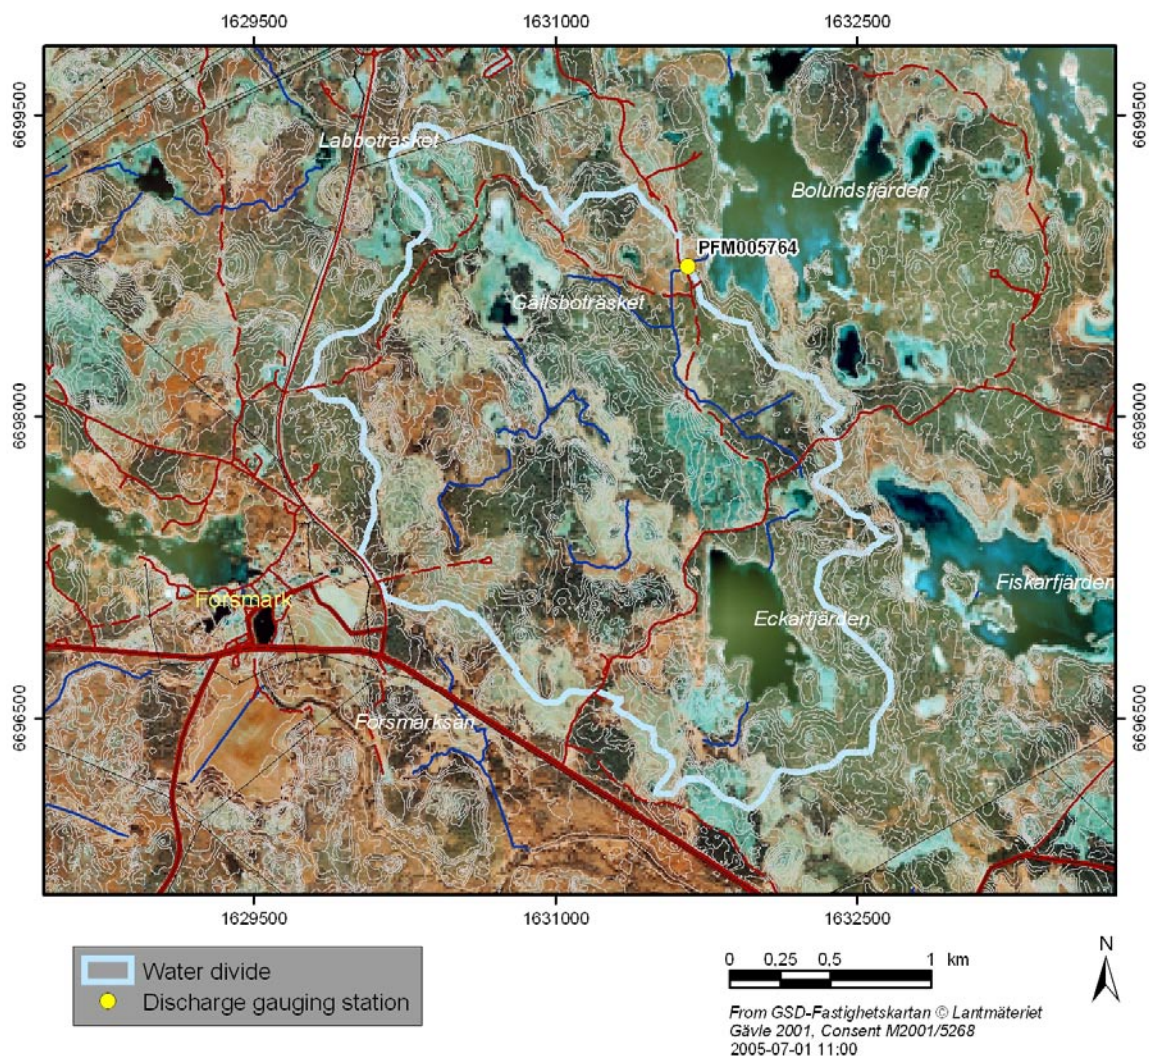 1629500 1631000 1632500
6699500 6699500
Labboträsket
Bolundsfjärden
PFM005764
Gällsboträsket
6698000 6698000
Fiskarfjärden
Forsmark
Eckarfjärden
Forsmarksån
6696500 6696500
1629500 1631000 1632500
Water divide
Discharge gauging station
0 0,25 0,5 1 km
N
From GSD-Fastighetskartan © Lantmäteriet
Gävle 2001, Consent M2001/5268
2005-07-01 11:00